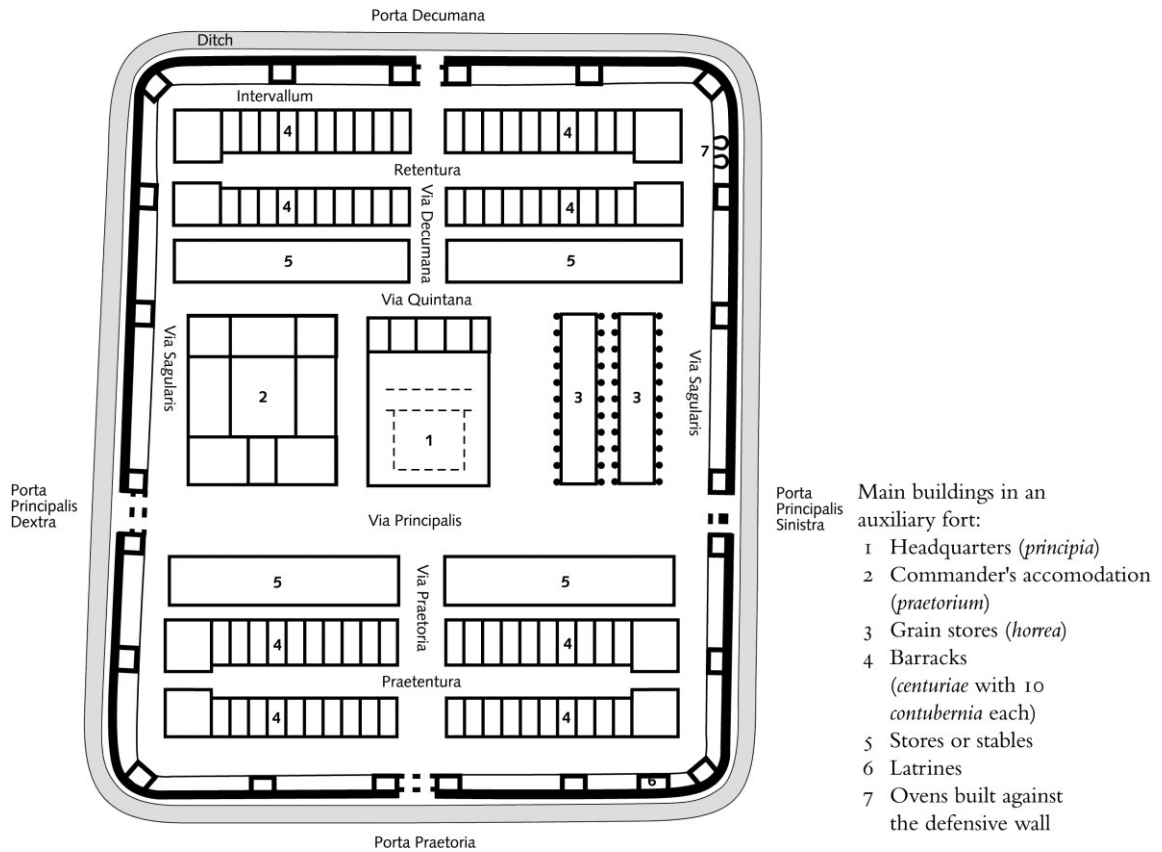 Porta Decumana
Ditch
Intervallum
4
4
7
Retentura
4
4
Via Decumana
5
5
Via Quintana
Via Sagularis
Via Sagularis
2
3
3
1
Porta
Principalis
Dextra
Via Principalis
Porta
Principalis
Sinistra
5
5
Via Praetoria
4
4
Praetentura
4
4
6
Porta Praetoria
Main buildings in an
auxiliary fort:
1 Headquarters (principia)
2 Commander's accomodation
(praetorium)
3 Grain stores (horrea)
4 Barracks
(centuriae with 10
contubernia each)
5 Stores or stables
6 Latrines
7 Ovens built against
the defensive wall